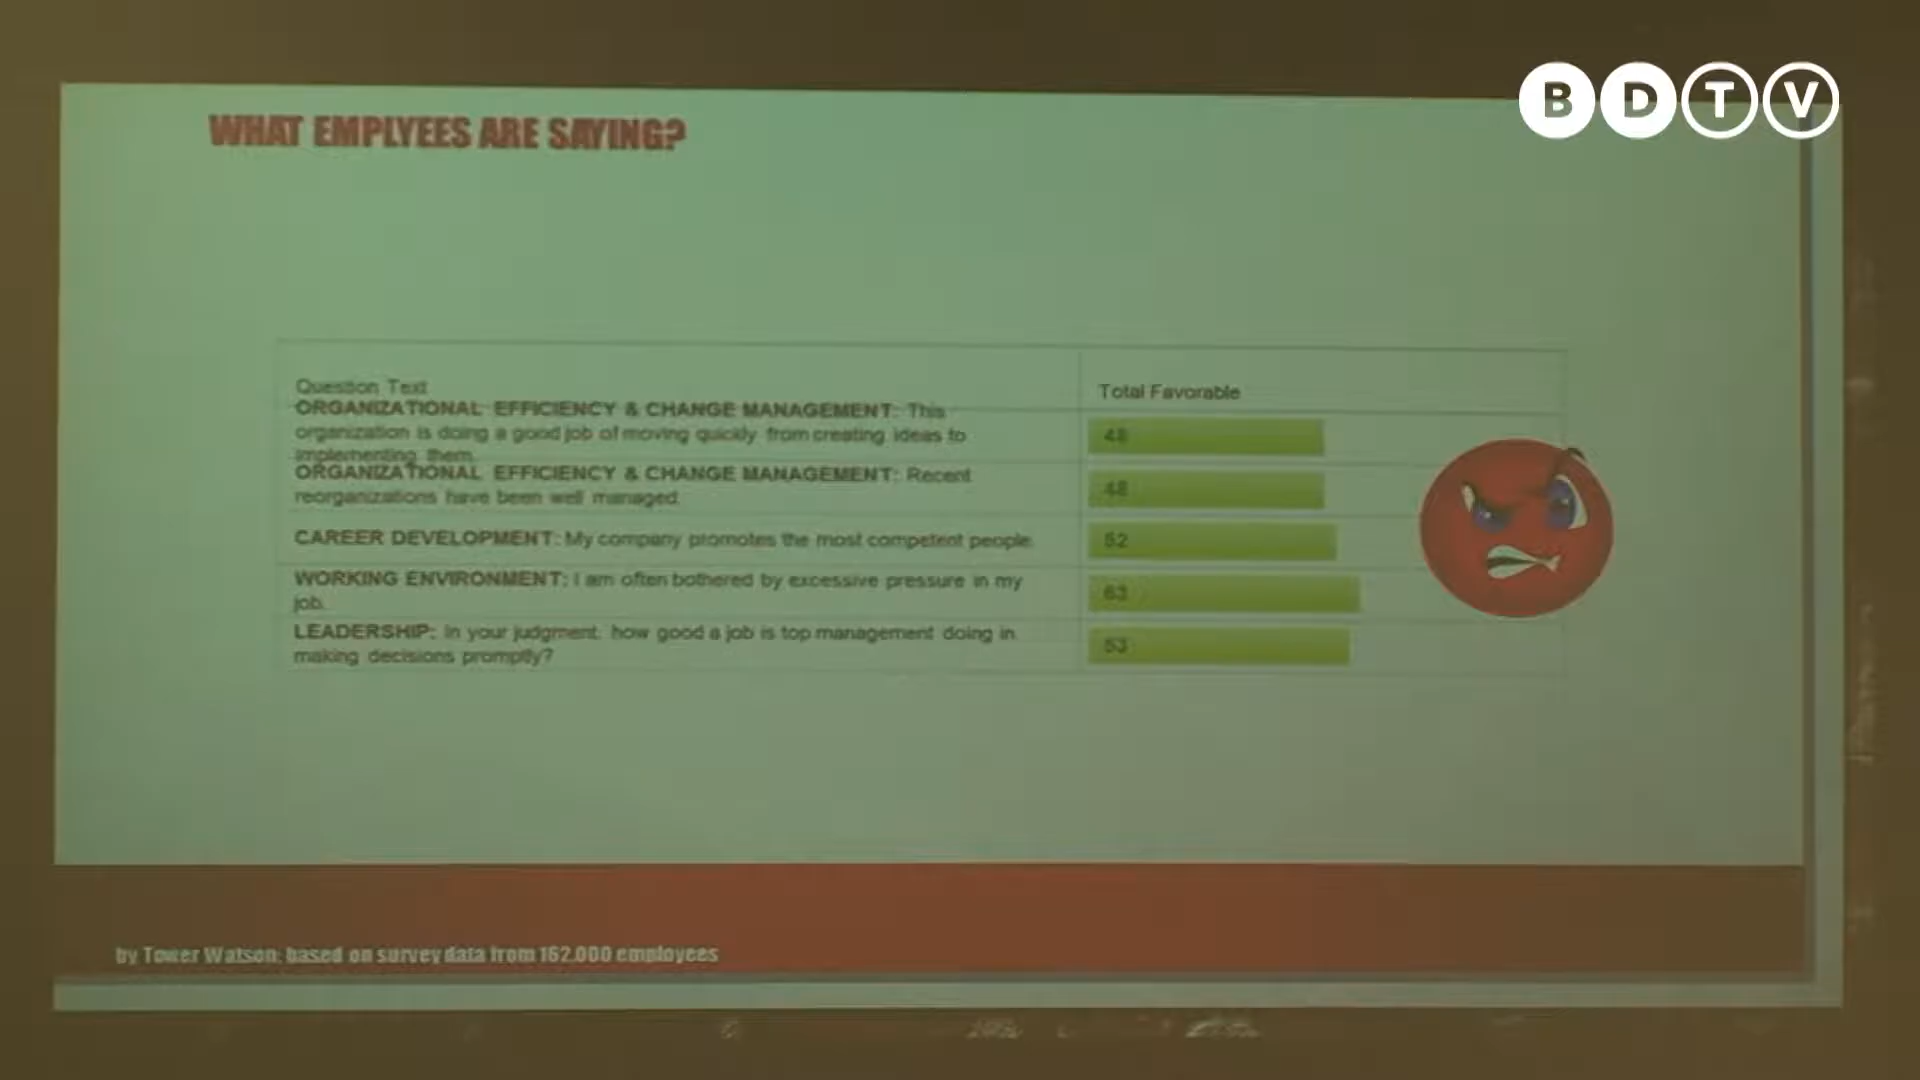 B D T V
WHAT EMPLYEES ARE SAYING?
Question Text
Total Favorable
ORGANIZATIONAL EFFICIENCY & CHANGE MANAGEMENT: This
organization is doing a good job of moving quickly from creating ideas to
implementing them.
48
ORGANIZATIONAL EFFICIENCY & CHANGE MANAGEMENT: Recent
reorganizations have been well managed.
48
CAREER DEVELOPMENT: My company promotes the most competent people.
52
WORKING ENVIRONMENT: I am often bothered by excessive pressure in my
job.
63
LEADERSHIP: In your judgment, how good a job is top management doing in
making decisions promptly?
53
by Tower Watson; based on survey data from 162.000 employees